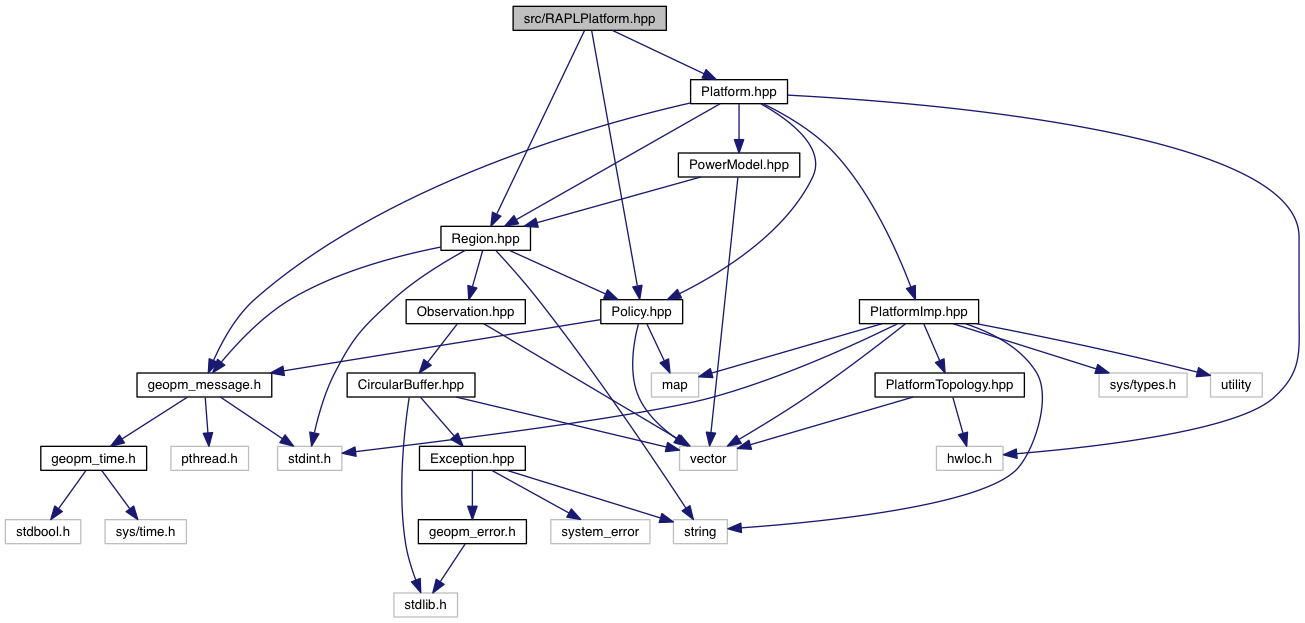 src/RAPLPlatform.hpp
Platform.hpp
PowerModel.hpp
Region.hpp
Observation.hpp
Policy.hpp
PlatformImp.hpp
geopm_message.h
CircularBuffer.hpp
map
PlatformTopology.hpp
sys/types.h
utility
geopm_time.h
pthread.h
stdint.h
Exception.hpp
vector
hwloc.h
stdbool.h
sys/time.h
geopm_error.h
system_error
string
stdlib.h